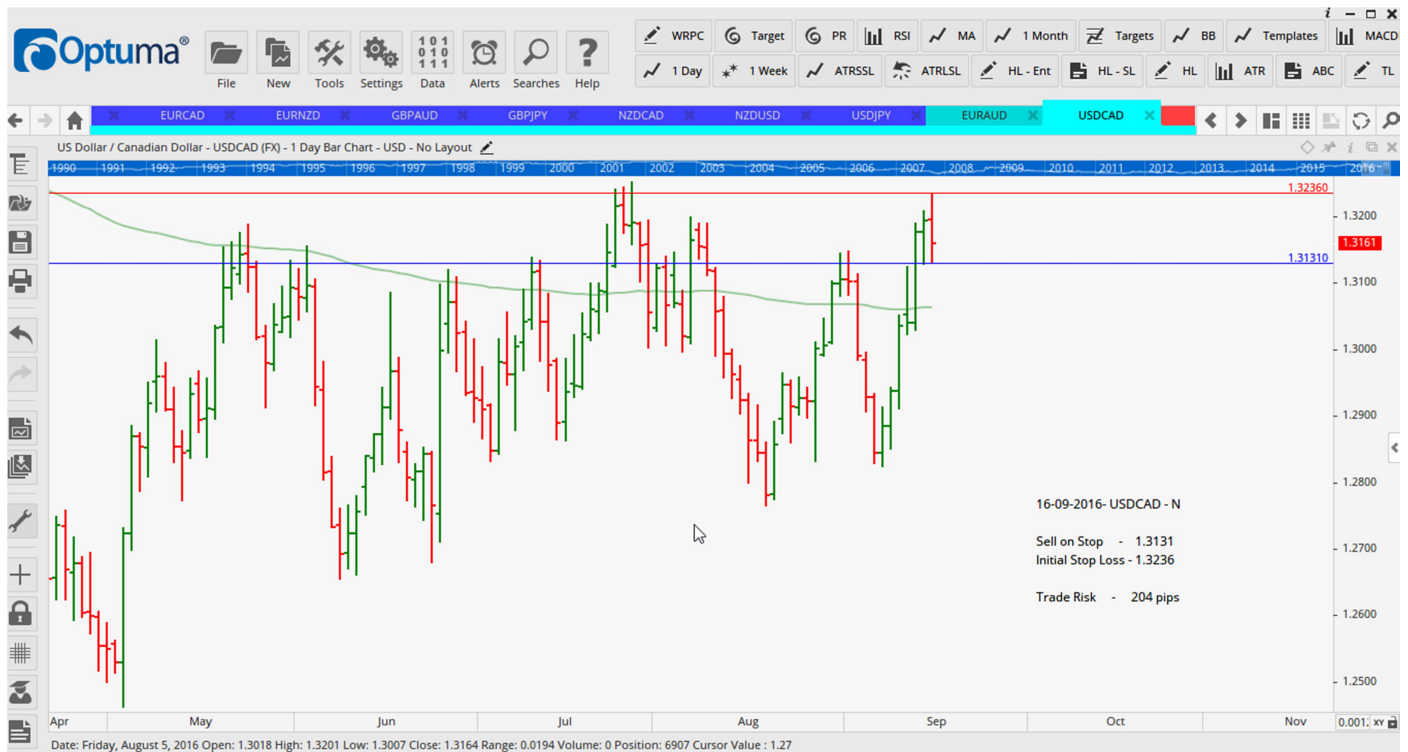 Optuma®
File
New
Tools
Settings
101
010
111
Data
Alerts
Searches
?
Help
WRPC
Target
PR
RSI
MA
1 Month
Targets
BB
Templates
MACD
1 Day
1 Week
ATRSSL
ATRLSL
HL - Ent
HL - SL
HL
ATR
ABC
TL
EURCAD
EURNZD
GBPAUD
GBPJPY
NZDCAD
NZDUSD
USDJPY
EURAUD
USDCAD
US Dollar / Canadian Dollar - USDCAD (FX) - 1 Day Bar Chart - USD - No Layout
1990 1991 1992 1993 1994 1995 1996 1997 1998 1999 2000 2001 2002 2003 2004 2005 2006 2007 2008 2009 2010 2011 2012 2013 2014 2015 2016
1.32360
1.3200
1.3161
1.31310
1.3100
1.3000
1.2900
1.2800
16-09-2016- USDCAD - N
Sell on Stop - 1.3131
1.2700
Initial Stop Loss - 1.3236
Trade Risk - 204 pips
1.2600
1.2500
Apr May Jun Jul Aug Sep Oct Nov
XY
Date: Friday, August 5, 2016 Open: 1.3018 High: 1.3201 Low: 1.3007 Close: 1.3164 Range: 0.0194 Volume: 0 Position: 6907 Cursor Value : 1.27